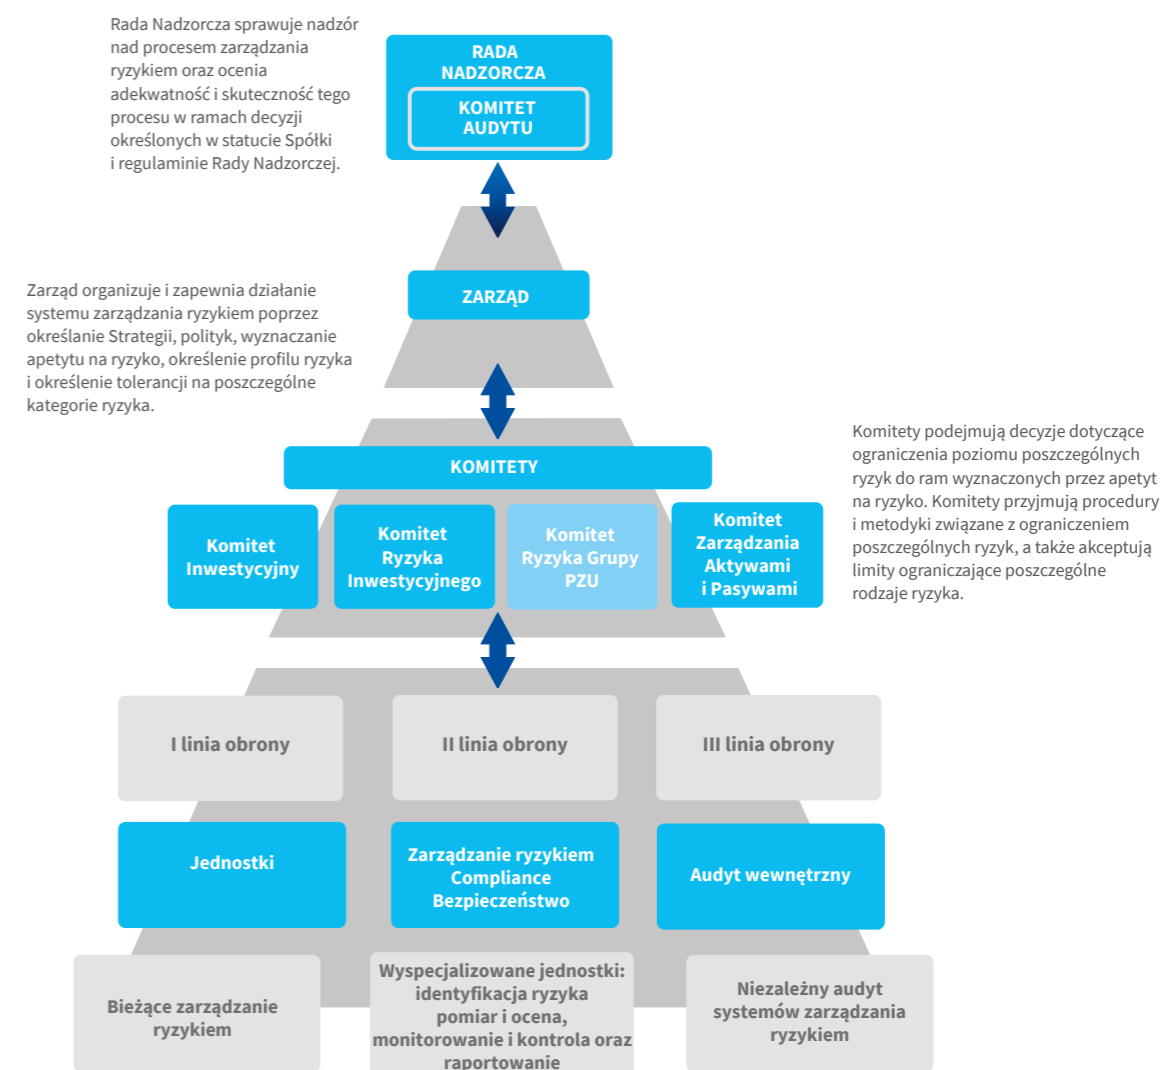 Rada Nadzorcza sprawuje nadzór
nad procesem zarządzania
ryzykiem oraz ocenia
adekwatność i skuteczność tego
procesu w ramach decyzji
określonych w statucie Spółki
i regulaminie Rady Nadzorczej.
RADA
NADZORCZA
KOMITET
AUDYTU
Zarząd organizuje i zapewnia działanie
systemu zarządzania ryzykiem poprzez
określanie Strategii, polityk, wyznaczanie
apetytu na ryzyko, określenie profilu ryzyka
i określenie tolerancji na poszczególne
kategorie ryzyka.
ZARZĄD
KOMITETY
Komitet
Inwestycyjny
Komitet
Ryzyka
Inwestycyjnego
Komitet
Ryzyka Grupy
PZU
Komitet
Zarządzania
Aktywami
i Pasywami
Komitety podejmują decyzje dotyczące
ograniczenia poziomu poszczególnych
ryzyk do ram wyznaczonych przez apetyt
na ryzyko. Komitety przyjmują procedury
i metodyki związane z ograniczeniem
poszczególnych ryzyk, a także akceptują
limity ograniczające poszczególne
rodzaje ryzyka.
I linia obrony
II linia obrony
III linia obrony
Jednostki
Zarządzanie ryzykiem
Compliance
Bezpieczeństwo
Audyt wewnętrzny
Bieżące zarządzanie
ryzykiem
Wyspecjalizowane jednostki:
identyfikacja ryzyka
pomiar i ocena,
monitorowanie i kontrola oraz
raportowanie
Niezależny audyt
systemów zarządzania
ryzykiem